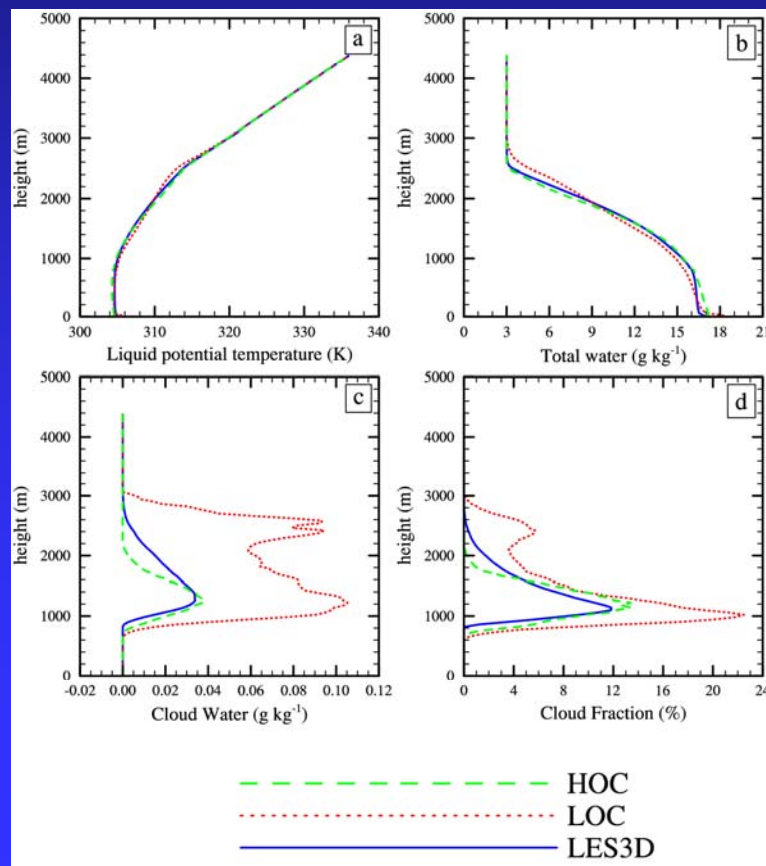 a
5000
4000
3000
2000
1000
0
height (m)
300 310 320 330 340
Liquid potential temperature (K)
b
5000
4000
3000
2000
1000
0
height (m)
0 3 6 9 12 15 18 21
Total water (g kg⁻¹)
c
5000
4000
3000
2000
1000
0
height (m)
-0.02 0.00 0.02 0.04 0.06 0.08 0.10 0.12
Cloud Water (g kg⁻¹)
d
5000
4000
3000
2000
1000
0
height (m)
0 4 8 12 16 20 24
Cloud Fraction (%)
HOC
LOC
LES3D